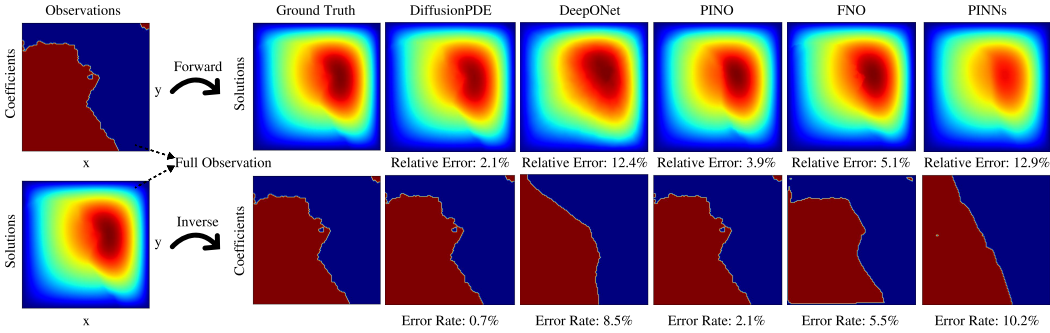 Observations
Ground Truth
DiffusionPDE
DeepONet
PINO
FNO
PINNs
Coefficients
y
x
Forward
Solutions
Full Observation
Relative Error: 2.1%
Relative Error: 12.4%
Relative Error: 3.9%
Relative Error: 5.1%
Relative Error: 12.9%
Solutions
y
x
Inverse
Coefficients
Error Rate: 0.7%
Error Rate: 8.5%
Error Rate: 2.1%
Error Rate: 5.5%
Error Rate: 10.2%